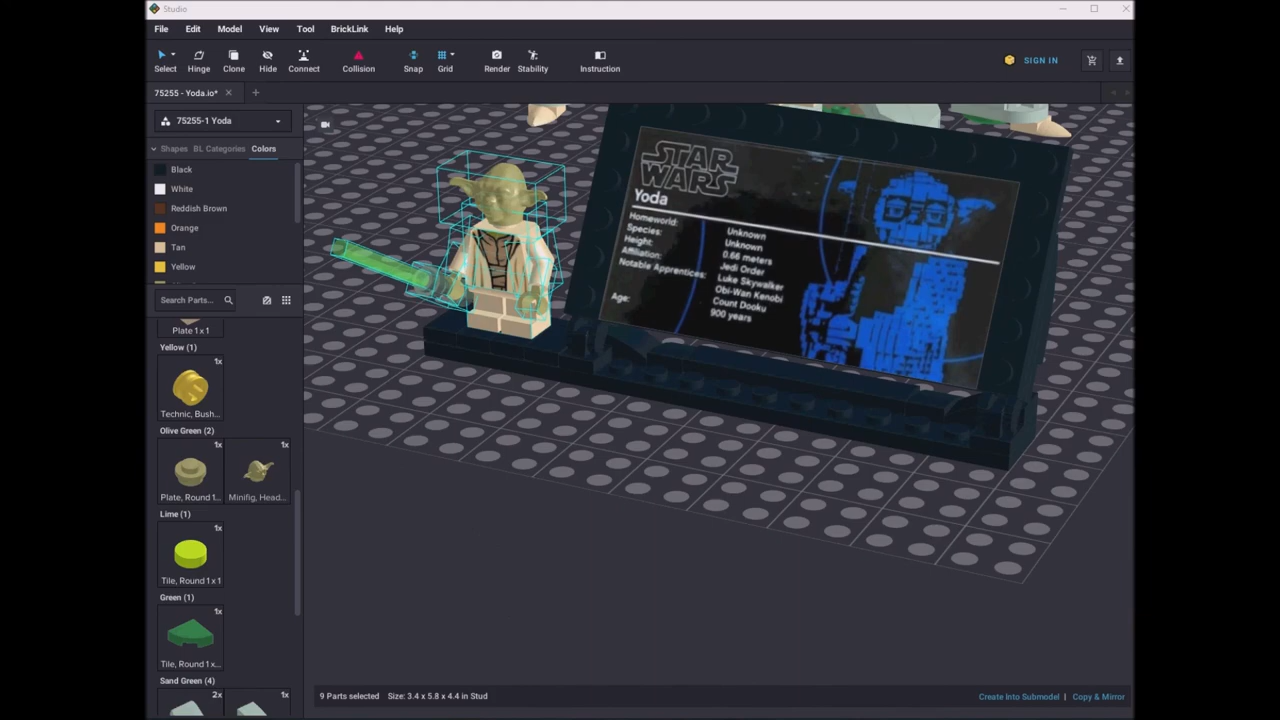 Studio
File Edit Model View Tool BrickLink Help
Select Hinge Clone Hide Connect Collision Snap Grid Render Stability Instruction SIGN IN
75255 - Yoda.io*
75255-1 Yoda
Shapes BL Categories Colors
Black
White
Reddish Brown
Orange
Tan
Yellow
Search Parts...
Plate 1 x 1
Yellow (1)
1x
Technic, Bush...
Olive Green (2)
1x 1x
Plate, Round 1... Minifig, Head...
Lime (1)
1x
Tile, Round 1 x 1
Green (1)
1x
Tile, Round 1 x...
Sand Green (4)
2x 1x
STAR
WARS
Yoda
Homeworld: Unknown
Species: Unknown
Height: 0.66 meters
Affiliation: Jedi Order
Notable Apprentices: Luke Skywalker
Obi-Wan Kenobi
Count Dooku
Age: 900 years
9 Parts selected Size: 3.4 x 5.8 x 4.4 in Stud
Create Into Submodel | Copy & Mirror